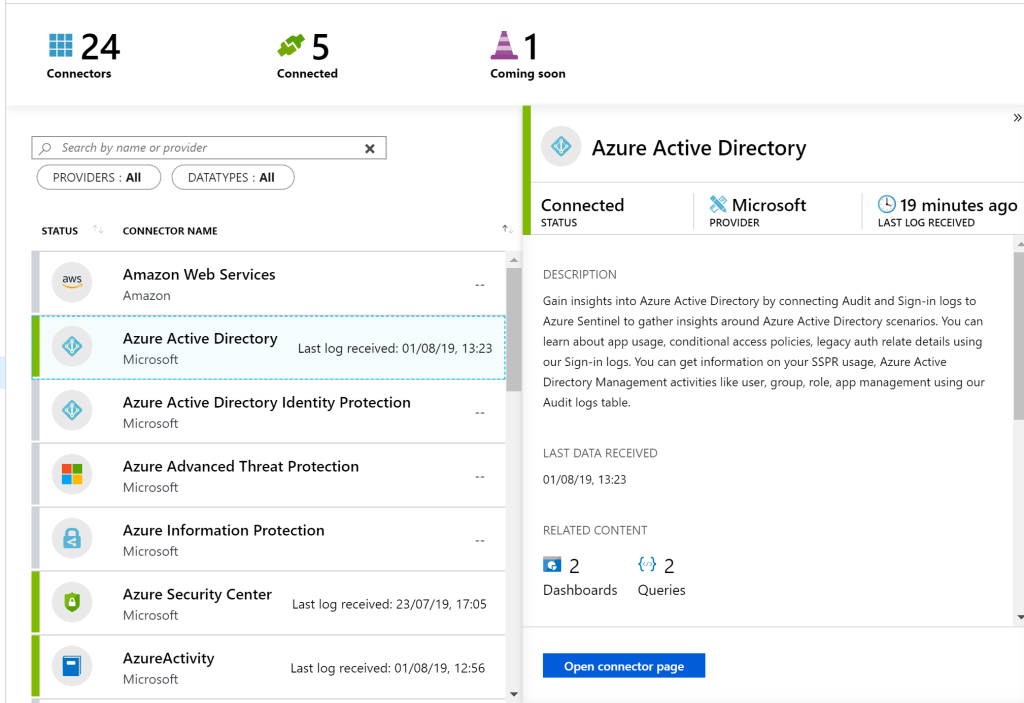 24
Connectors
5
Connected
1
Coming soon
Search by name or provider
PROVIDERS : All
DATATYPES : All
STATUS
CONNECTOR NAME
aws
Amazon Web Services
Amazon
--
Azure Active Directory
Microsoft
Last log received: 01/08/19, 13:23
Azure Active Directory Identity Protection
Microsoft
--
Azure Advanced Threat Protection
Microsoft
--
Azure Information Protection
Microsoft
--
Azure Security Center
Microsoft
Last log received: 23/07/19, 17:05
AzureActivity
Microsoft
Last log received: 01/08/19, 12:56
Azure Active Directory
Connected
STATUS
Microsoft
PROVIDER
19 minutes ago
LAST LOG RECEIVED
DESCRIPTION
Gain insights into Azure Active Directory by connecting Audit and Sign-in logs to
Azure Sentinel to gather insights around Azure Active Directory scenarios. You can
learn about app usage, conditional access policies, legacy auth relate details using
our Sign-in logs. You can get information on your SSPR usage, Azure Active
Directory Management activities like user, group, role, app management using our
Audit logs table.
LAST DATA RECEIVED
01/08/19, 13:23
RELATED CONTENT
2
Dashboards
2
Queries
Open connector page